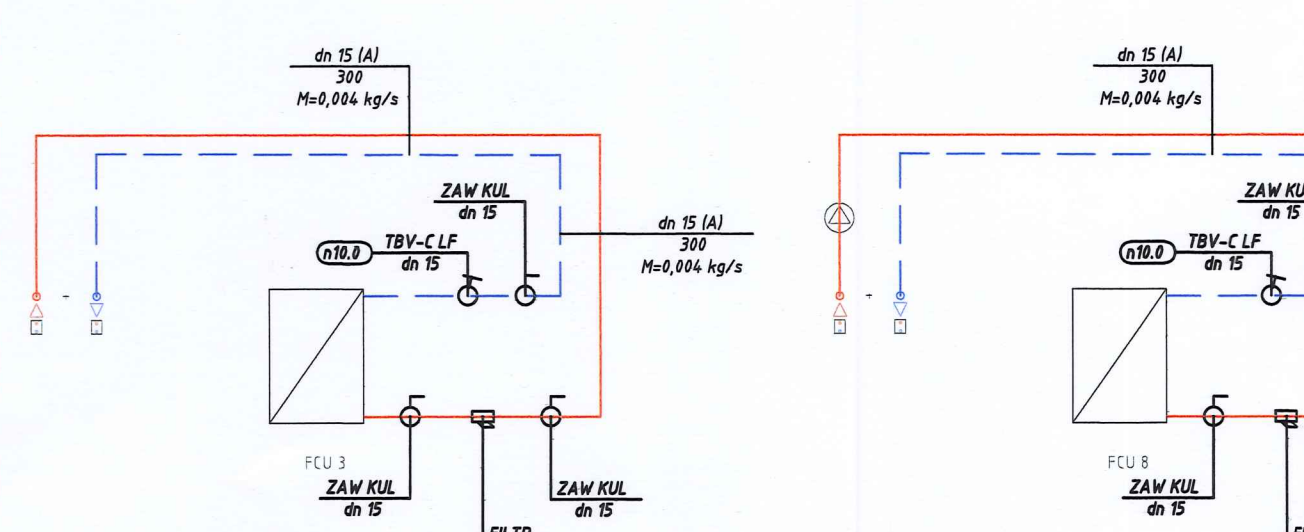 dn 15 (A)
300
M=0,004 kg/s
ZAW KUL
dn 15
dn 15 (A)
300
M=0,004 kg/s
n10.0
TBV-C LF
dn 15
FCU 3
ZAW KUL
dn 15
ZAW KUL
dn 15
dn 15 (A)
300
M=0,004 kg/s
ZAW KU
dn 15
n10.0
TBV-C LF
dn 15
FCU 8
ZAW KUL
dn 15